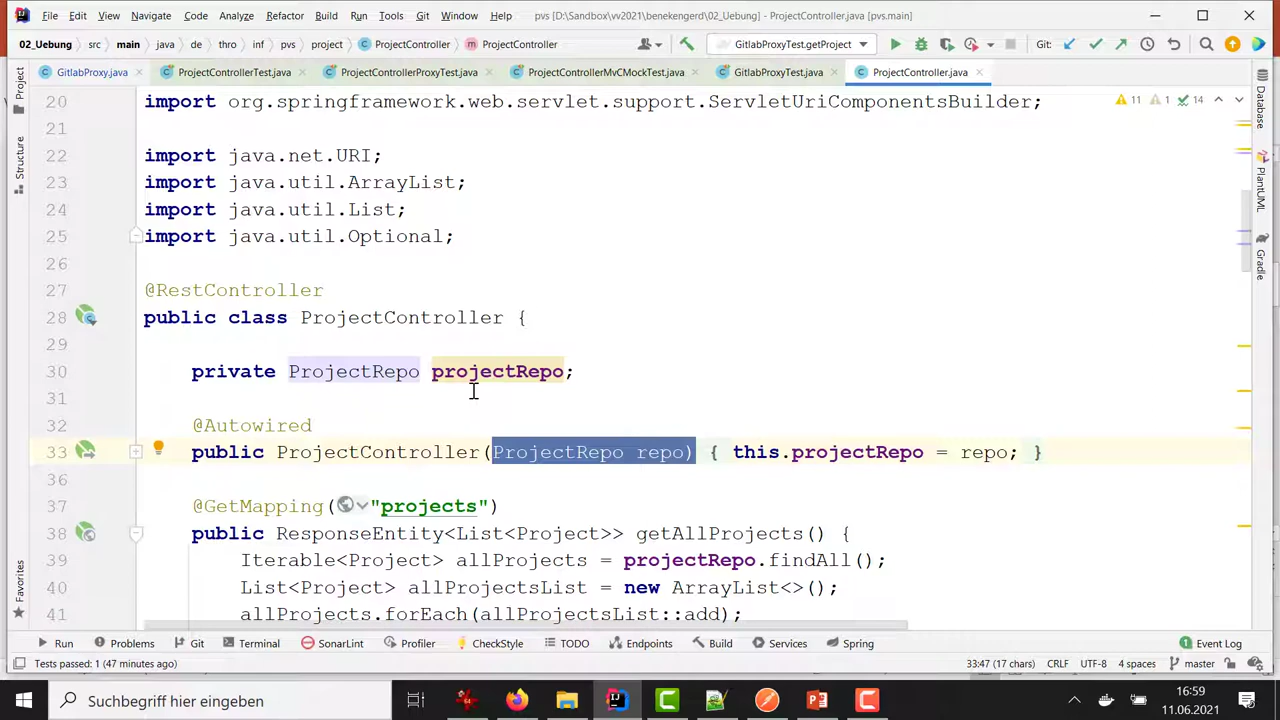 File Edit View Navigate Code Analyze Refactor Build Run Tools Git Window Help pvs [D:\Sandbox\vv2021\benekengerd\02_Uebung] - ProjectController.java [pvs.main]
02_Uebung src main java de thro inf pvs project ProjectController ProjectController GitlabProxyTest.getProject Git:
GitlabProxy.java ProjectControllerTest.java ProjectControllerProxyTest.java ProjectControllerMvCMockTest.java GitlabProxyTest.java ProjectController.java
Project
Structure
Favorites
11 1 14
20 import org.springframework.web.servlet.support.ServletUriComponentsBuilder;
21
22 import java.net.URI;
23 import java.util.ArrayList;
24 import java.util.List;
25 import java.util.Optional;
26
27 @RestController
28 public class ProjectController {
29
30 private ProjectRepo projectRepo;
31
32 @Autowired
33 public ProjectController(ProjectRepo repo) { this.projectRepo = repo; }
36
37 @GetMapping("projects")
38 public ResponseEntity<List<Project>> getAllProjects() {
39 Iterable<Project> allProjects = projectRepo.findAll();
40 List<Project> allProjectsList = new ArrayList<>();
41 allProjects.forEach(allProjectsList::add);
Database
PlantUML
Gradle
Run Problems Git Terminal SonarLint Profiler CheckStyle TODO Endpoints Build Services Spring Event Log
Tests passed: 1 (47 minutes ago) 33:47 (17 chars) CRLF UTF-8 4 spaces master
Suchbegriff hier eingeben 16:59
11.06.2021